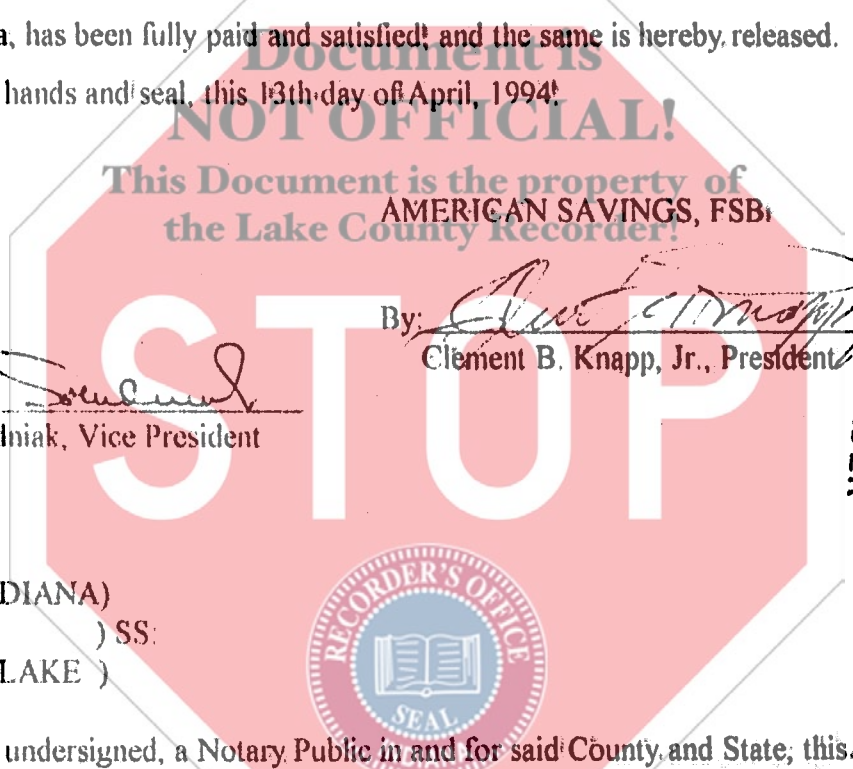 a, has been fully paid and satisfied, and the same is hereby released.
Document is
hands and seal, this 13th day of April, 1994.
NOT OFFICIAL!
This Document is the property of
AMERICAN SAVINGS, FSB
the Lake County Recorder!
STOP
By:
Clement B. Knapp, Jr., President
lniak, Vice President
DIANA)
) SS:
LAKE )
RECORDER'S OFFICE
SEAL
undersigned, a Notary Public in and for said County and State, this